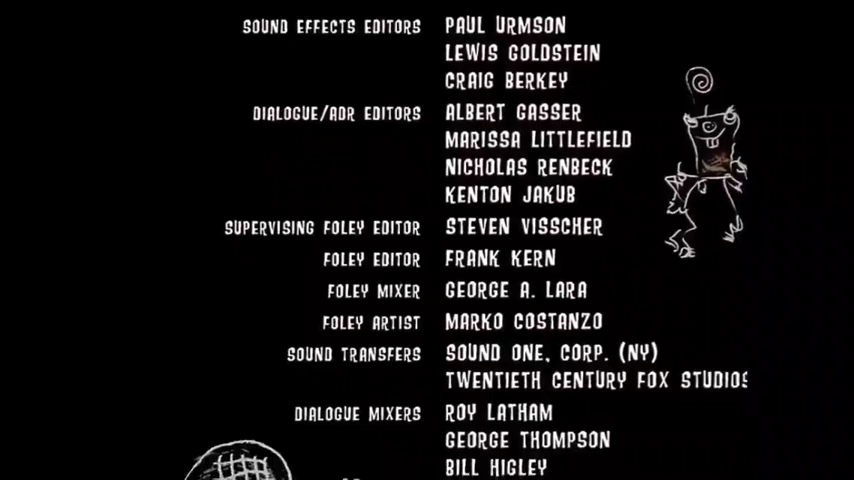 SOUND EFFECTS EDITORS PAUL URMSON
LEWIS GOLDSTEIN
CRAIG BERKEY
DIALOGUE/ADR EDITORS ALBERT GASSER
MARISSA LITTLEFIELD
NICHOLAS RENBECK
KENTON JAKUB
SUPERVISING FOLEY EDITOR STEVEN VISSCHER
FOLEY EDITOR FRANK KERN
FOLEY MIXER GEORGE A. LARA
FOLEY ARTIST MARKO COSTANZO
SOUND TRANSFERS SOUND ONE, CORP. (NY)
TWENTIETH CENTURY FOX STUDIOS
DIALOGUE MIXERS ROY LATHAM
GEORGE THOMPSON
BILL HIGLEY